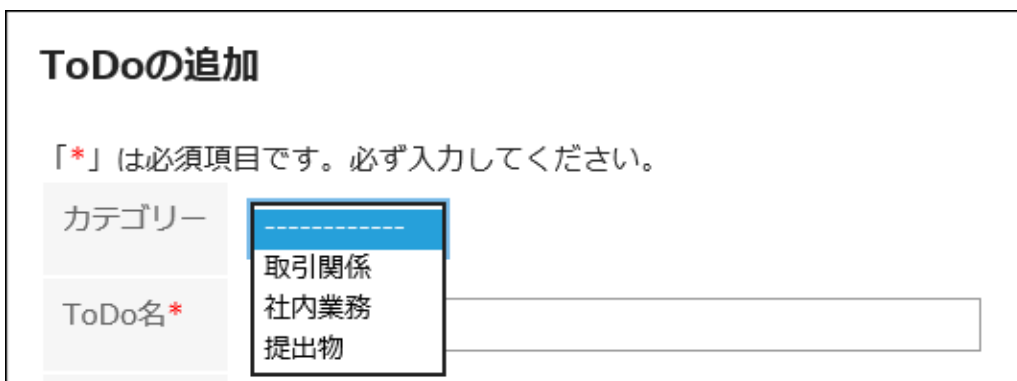 ToDoの追加
「*」は必須項目です。必ず入力してください。
カテゴリー
------------
取引関係
社内業務
提出物
ToDo名*